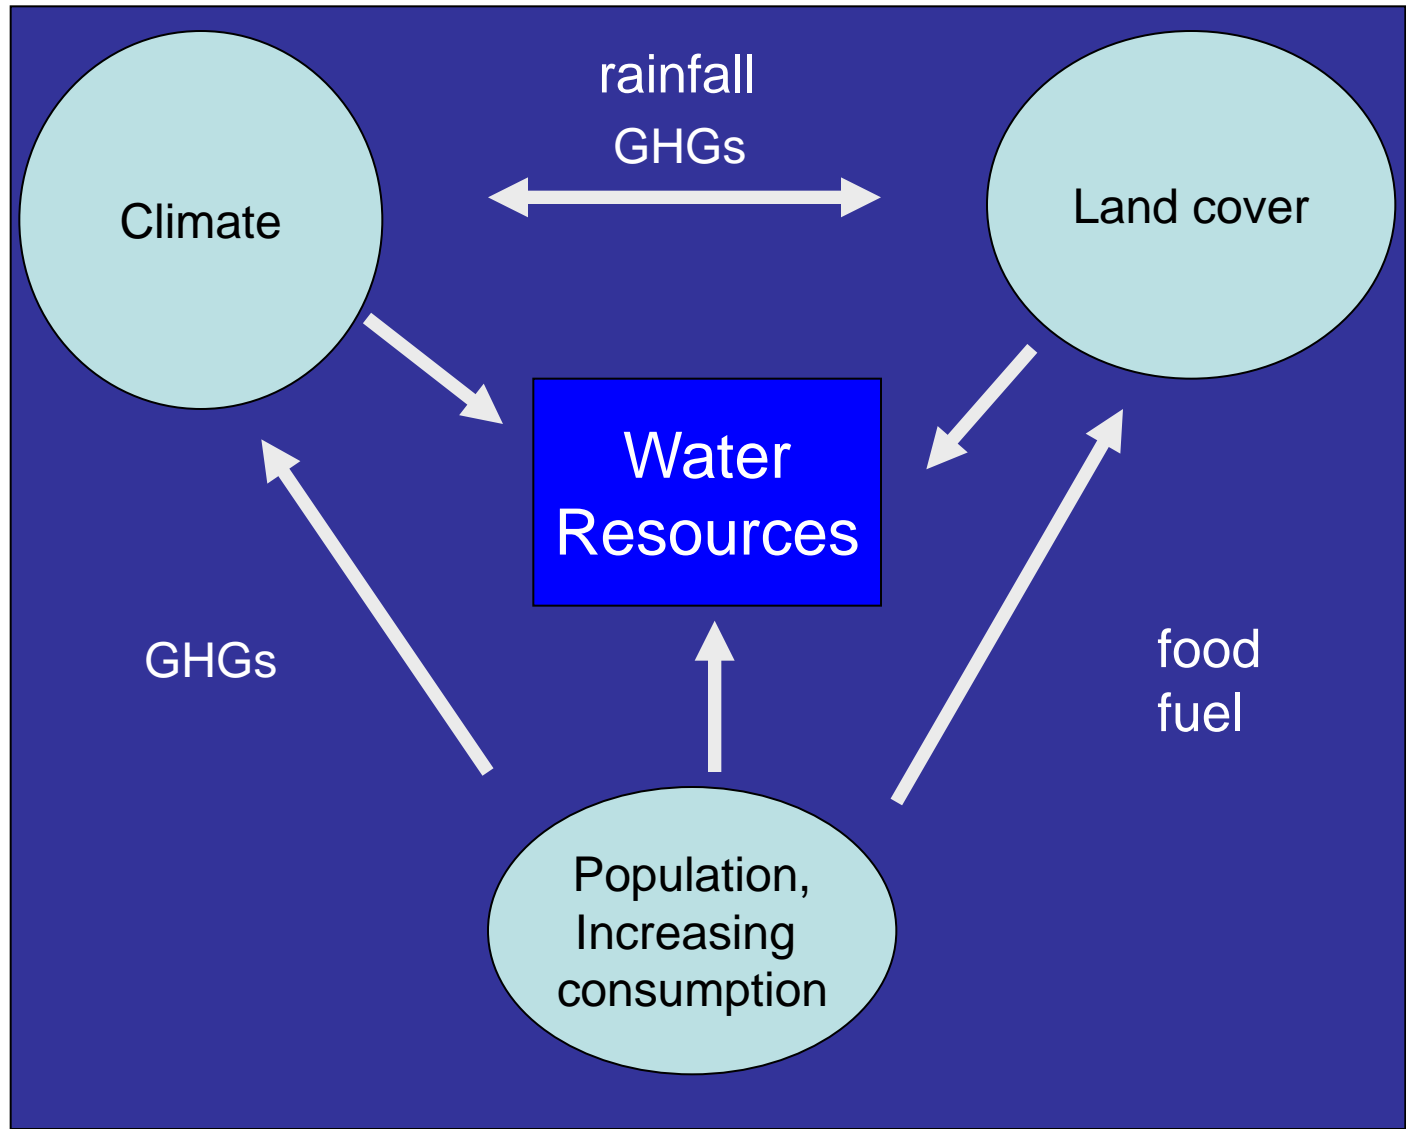 rainfall
GHGs
Climate
Land cover
Water
Resources
GHGs
food
fuel
Population,
Increasing
consumption